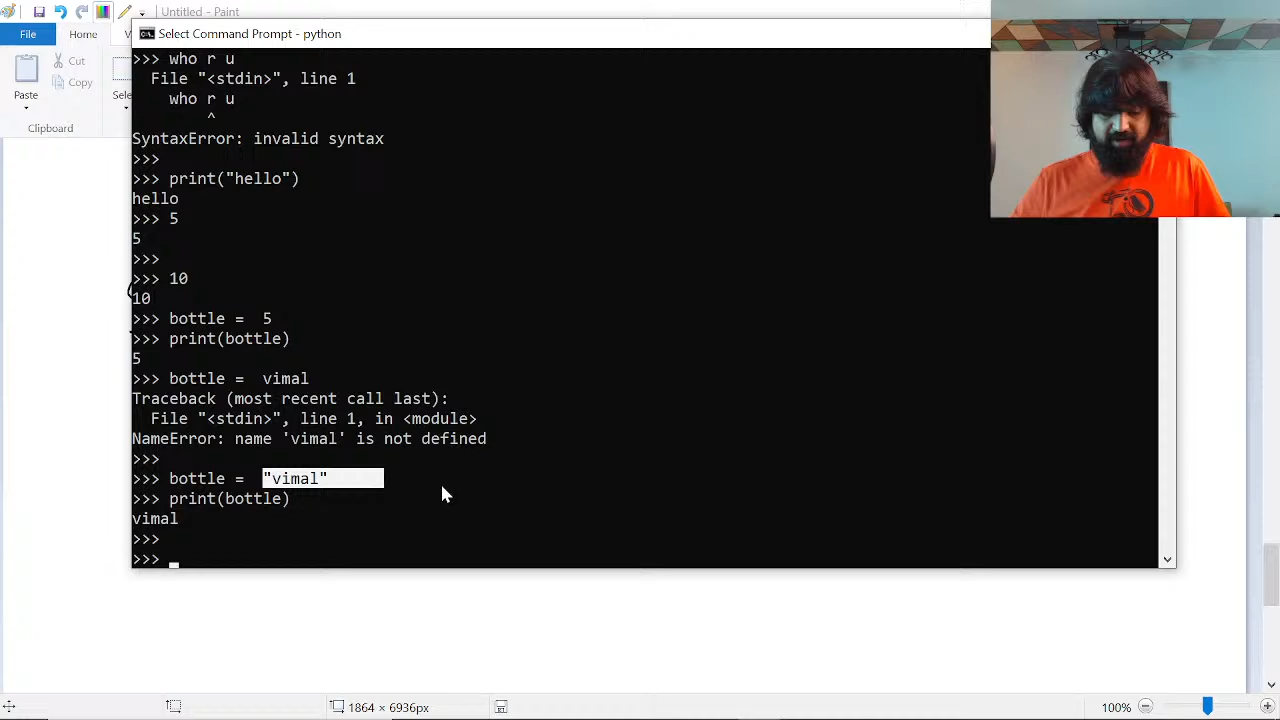 Untitled - Paint
File
Home
Cut
Copy
Paste
Clipboard
Select Command Prompt - python
>>> who r u
File "<stdin>", line 1
who r u
^
SyntaxError: invalid syntax
>>>
>>> print("hello")
hello
>>> 5
5
>>>
>>> 10
10
>>> bottle =  5
>>> print(bottle)
5
>>> bottle =  vimal
Traceback (most recent call last):
File "<stdin>", line 1, in <module>
NameError: name 'vimal' is not defined
>>>
>>> bottle =  "vimal"
>>> print(bottle)
vimal
>>>
>>>
1864 × 6936px
100%